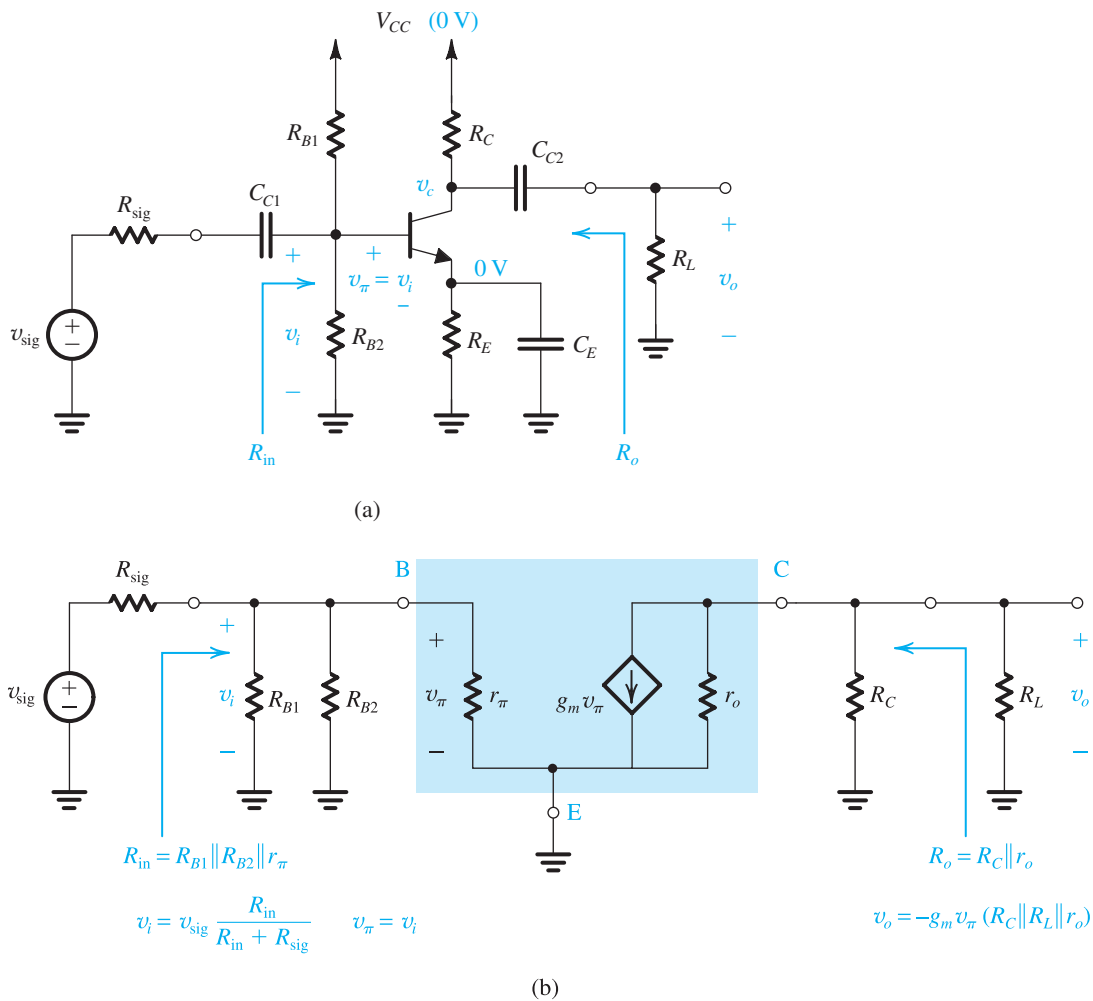 V_CC (0 V)
R_B1
R_C
C_C2
v_c
C_C1
R_sig
+
+
v_π = v_i
−
0 V
+
R_L
v_o
−
v_sig
+
−
v_i
R_B2
R_E
C_E
−
R_in
R_o
(a)
B
C
R_sig
+
+
+
v_sig
+
−
v_i
R_B1
R_B2
v_π
r_π
g_m v_π
r_o
R_C
R_L
v_o
−
−
−
E
R_in = R_B1 || R_B2 || r_π
R_o = R_C || r_o
v_i = v_sig R_in / (R_in + R_sig) v_π = v_i
v_o = −g_m v_π (R_C || R_L || r_o)
(b)